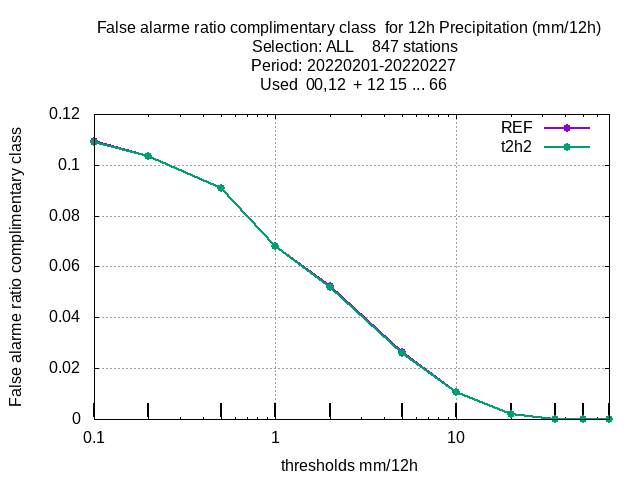 False alarme ratio complimentary class  for 12h Precipitation (mm/12h)
Selection: ALL    847 stations
Period: 20220201-20220227
Used  00,12  + 12 15 ... 66
False alarme ratio complimentary class
0.12
0.1
0.08
0.06
0.04
0.02
0
REF
t2h2
0.1
1
10
thresholds mm/12h